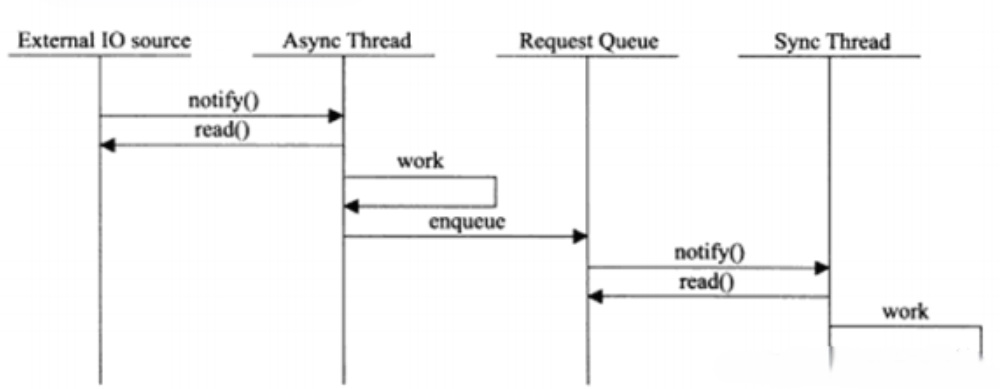 External IO source Async Thread Request Queue Sync Thread
notify()
read()
work
enqueue
notify()
read()
work